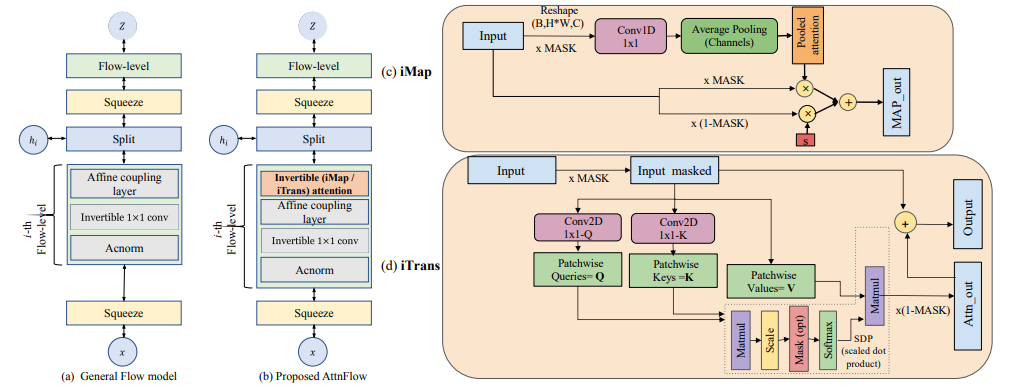 Z
Flow-level
Squeeze
Split
hᵢ
i-th
Flow-level
Affine coupling
layer
Invertible 1×1 conv
Acnorm
Squeeze
x
(a) General Flow model
Z
Flow-level
Squeeze
Split
hᵢ
i-th
Flow-level
Invertible (iMap /
iTrans) attention
Affine coupling
layer
Invertible 1×1 conv
Acnorm
Squeeze
x
(b) Proposed AttnFlow
(c) iMap
Input
Reshape
(B,H*W,C)
x MASK
Conv1D
1x1
Average Pooling
(Channels)
Pooled
attention
x MASK
x (1-MASK)
×
×
s
+
MAP_out
(d) iTrans
Input
x MASK
Input masked
Conv2D
1x1-Q
Conv2D
1x1-K
Patchwise
Queries= Q
Patchwise
Keys =K
Patchwise
Values= V
Matmul
Scale
Mask (opt)
Softmax
SDP
(scaled dot
product)
Matmul
x(1-MASK)
+
Output
Attn_out